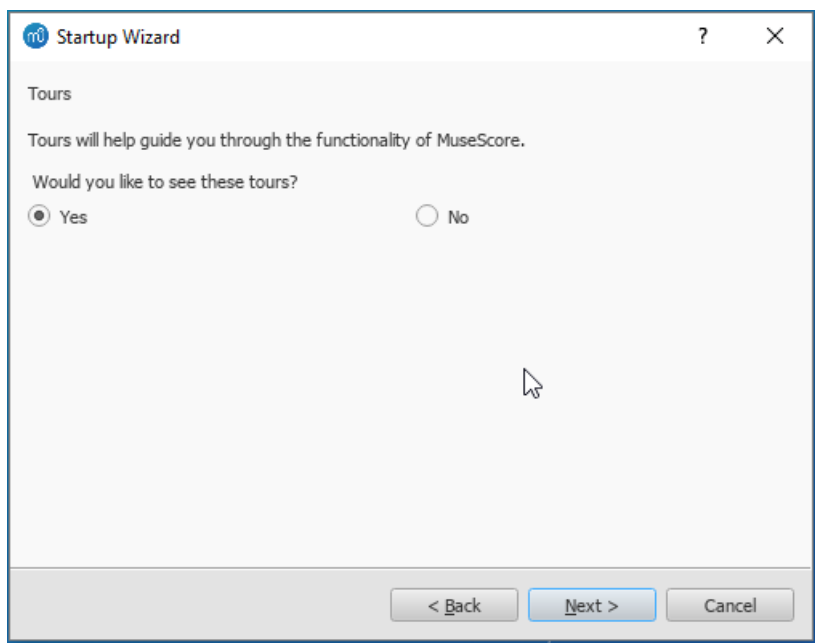 Startup Wizard ?
Tours
Tours will help guide you through the functionality of MuseScore.
Would you like to see these tours?
Yes No
< Back Next > Cancel